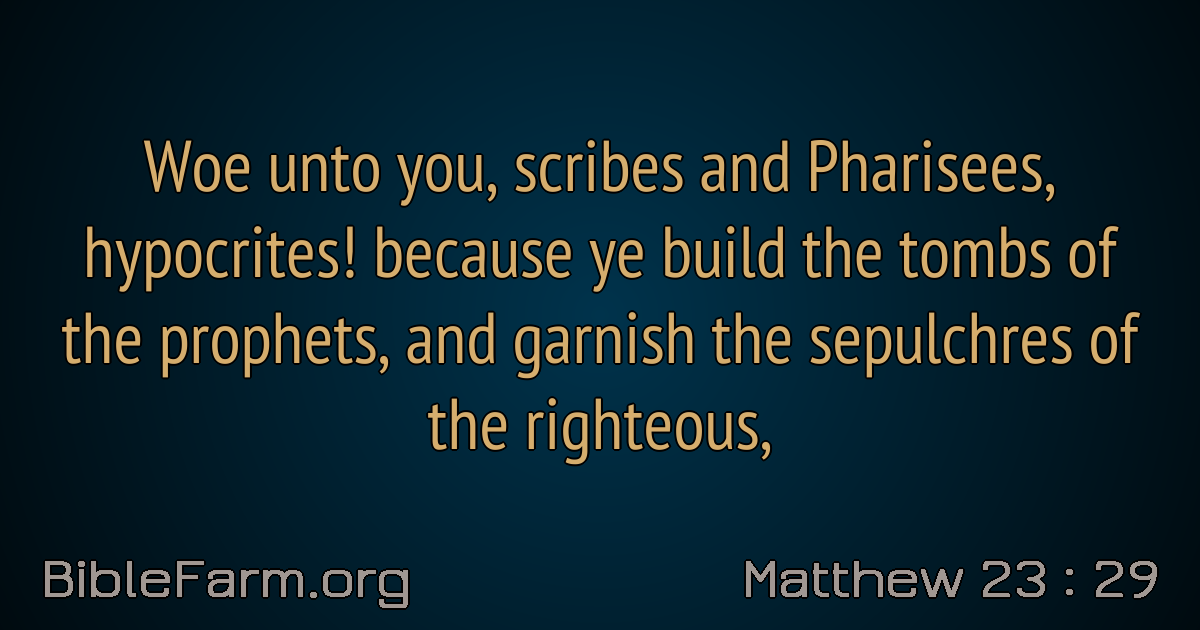 Woe unto you, scribes and Pharisees,
hypocrites! because ye build the tombs of
the prophets, and garnish the sepulchres of
the righteous,
BibleFarm.org
Matthew 23 : 29